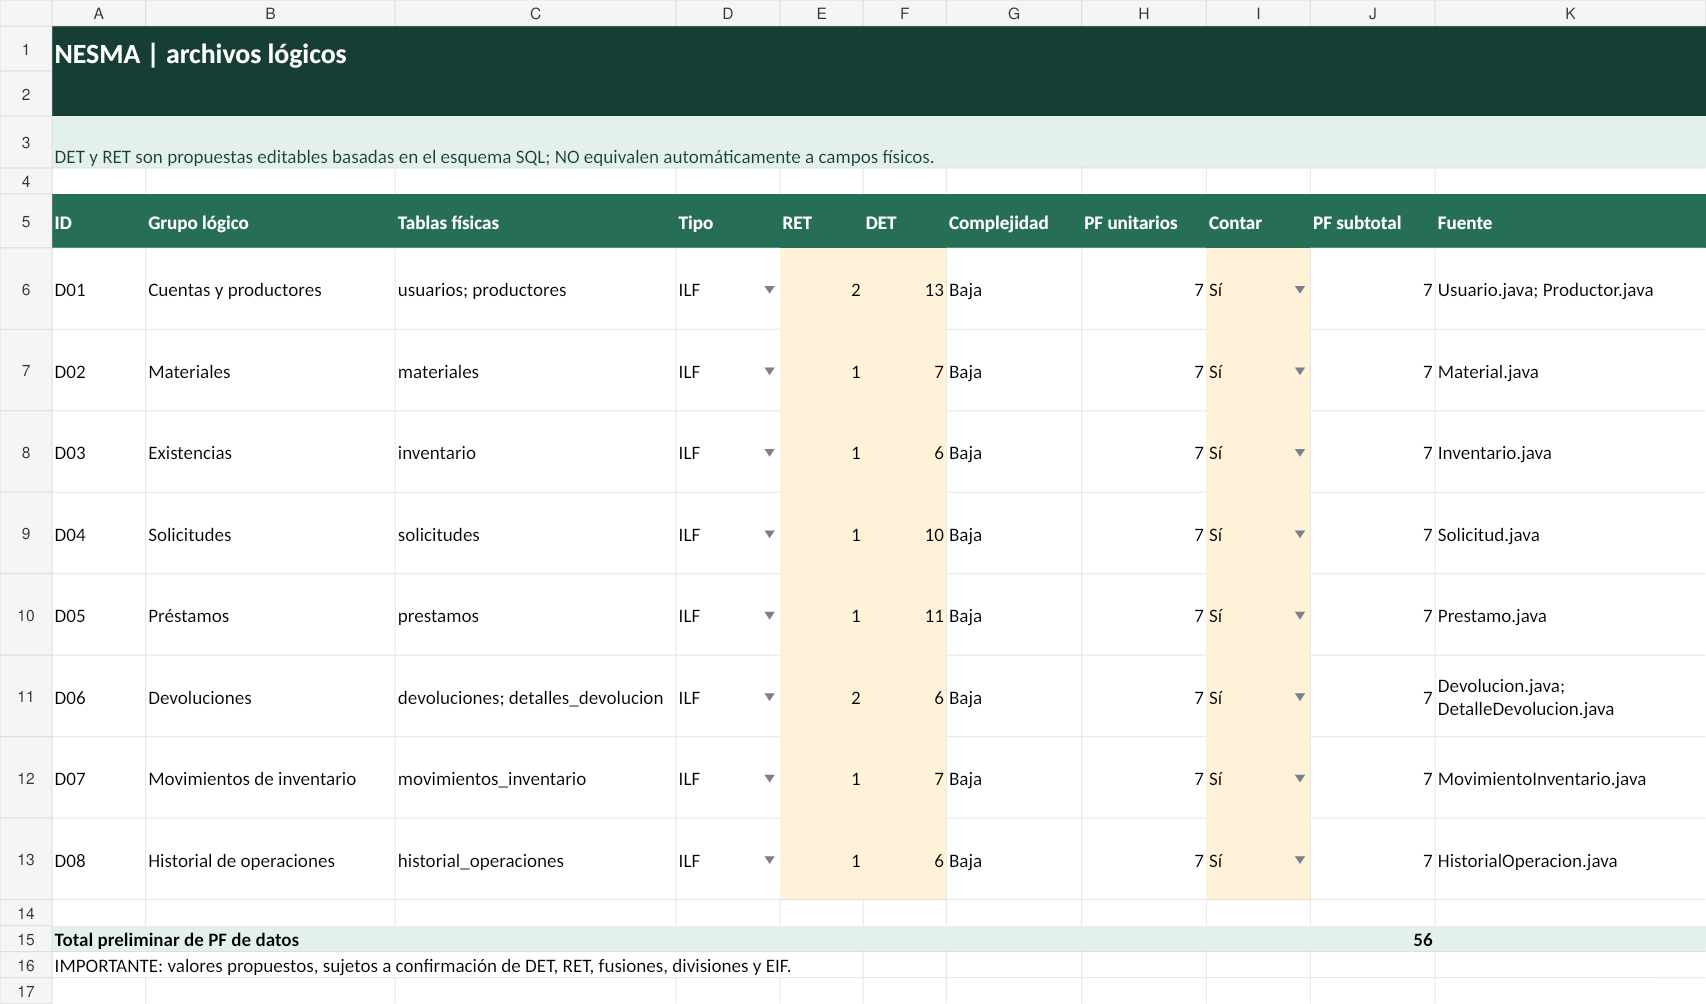 A B C D E F G H I J K
1 NESMA | archivos lógicos
2
3 DET y RET son propuestas editables basadas en el esquema SQL; NO equivalen automáticamente a campos físicos.
4
5 ID Grupo lógico Tablas físicas Tipo RET DET Complejidad PF unitarios Contar PF subtotal Fuente
6 D01 Cuentas y productores usuarios; productores ILF 2 13 Baja 7 Sí 7 Usuario.java; Productor.java
7 D02 Materiales materiales ILF 1 7 Baja 7 Sí 7 Material.java
8 D03 Existencias inventario ILF 1 6 Baja 7 Sí 7 Inventario.java
9 D04 Solicitudes solicitudes ILF 1 10 Baja 7 Sí 7 Solicitud.java
10 D05 Préstamos prestamos ILF 1 11 Baja 7 Sí 7 Prestamo.java
11 D06 Devoluciones devoluciones; detalles_devolucion ILF 2 6 Baja 7 Sí 7 Devolucion.java;
DetalleDevolucion.java
12 D07 Movimientos de inventario movimientos_inventario ILF 1 7 Baja 7 Sí 7 MovimientoInventario.java
13 D08 Historial de operaciones historial_operaciones ILF 1 6 Baja 7 Sí 7 HistorialOperacion.java
14
15 Total preliminar de PF de datos 56
16 IMPORTANTE: valores propuestos, sujetos a confirmación de DET, RET, fusiones, divisiones y EIF.
17